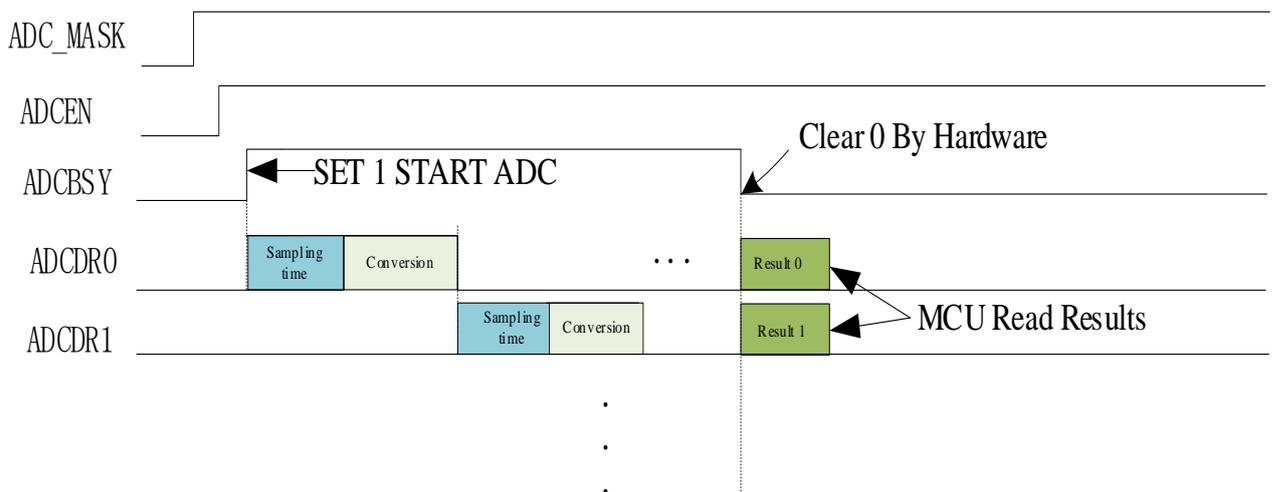 ADC_MASK
ADCEN
Clear 0 By Hardware
ADCBSY
SET 1 START ADC
ADCDR0
Sampling
time
Conversion
...
Result 0
MCU Read Results
ADCDR1
Sampling
time
Conversion
Result 1